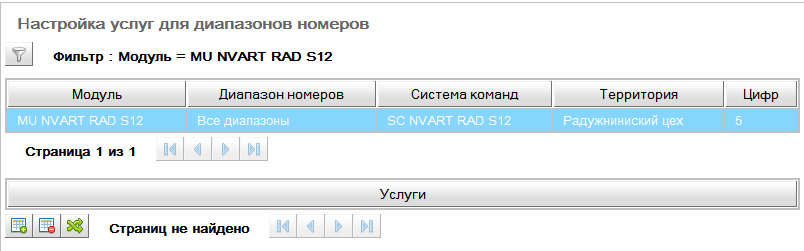 Настройка услуг для диапазонов номеров
Фильтр : Модуль = MU NVART RAD S12
Модуль Диапазон номеров Система команд Территория Цифр
MU NVART RAD S12 Все диапазоны SC NVART RAD S12 Радужниниский цех 5
Страница 1 из 1
Услуги
Страниц не найдено